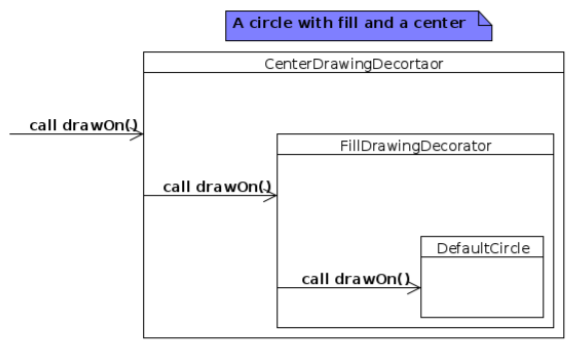 A circle with fill and a center
CenterDrawingDecortaor
call drawOn()
FillDrawingDecorator
call drawOn()
DefaultCircle
call drawOn()